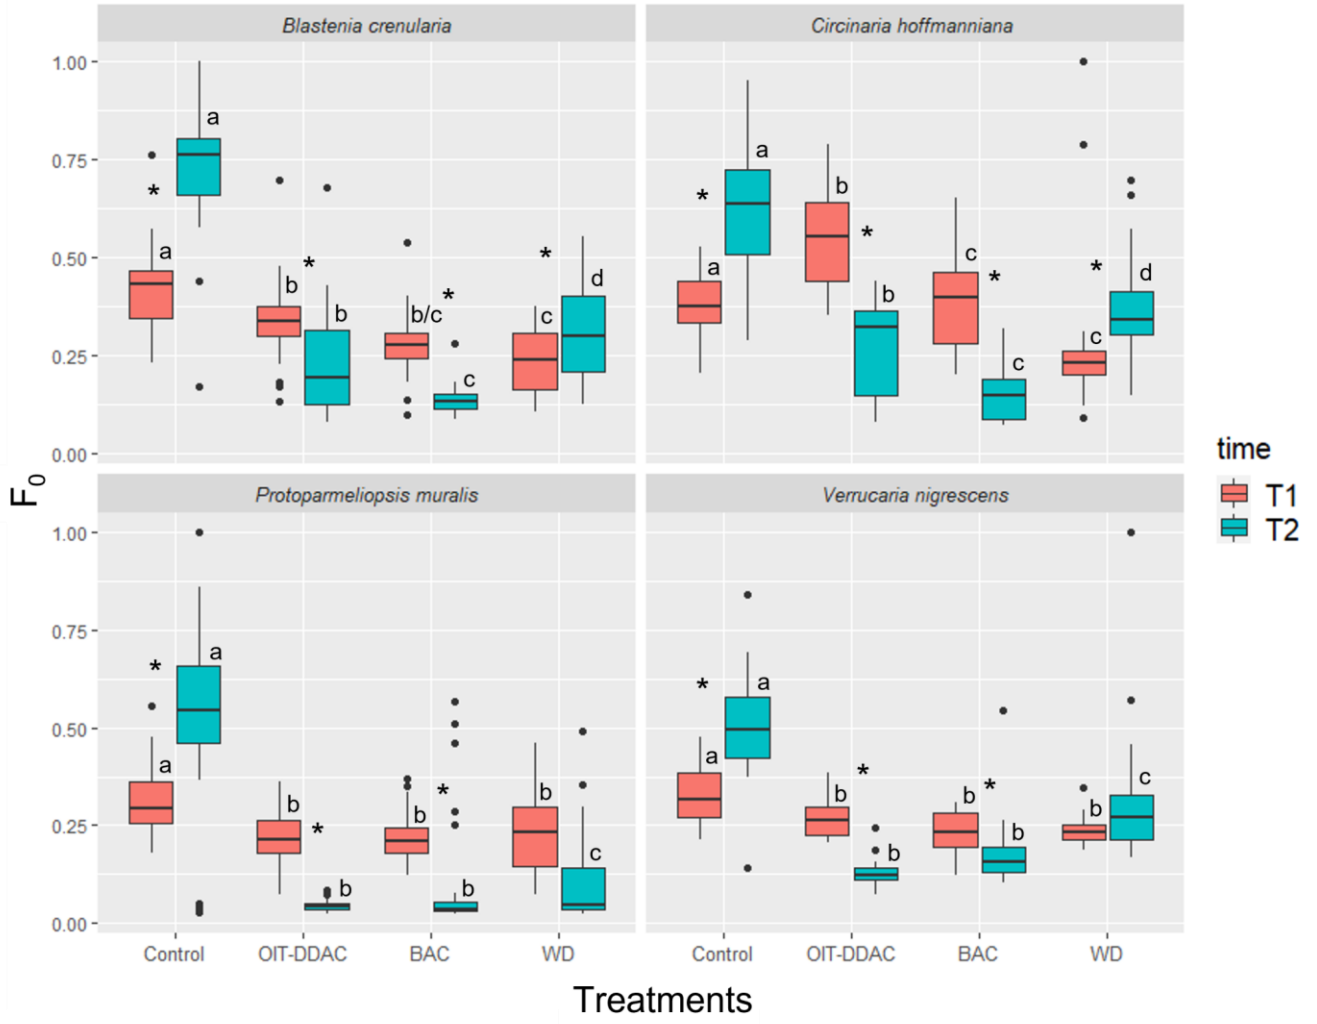 Blastenia crenularia
Circinaria hoffmanniana
1.00
0.75
0.50
0.25
0.00
a
*
a
b
*
b
b/c
*
c
*
c
d
*
a
a
b
*
b
c
*
c
*
c
d
F0
Protoparmeliopsis muralis
Verrucaria nigrescens
1.00
0.75
0.50
0.25
0.00
*
a
a
b
*
b
b
*
b
b
c
*
a
a
b
*
b
b
*
b
b
c
Control
OIT-DDAC
BAC
WD
Control
OIT-DDAC
BAC
WD
Treatments
time
T1
T2